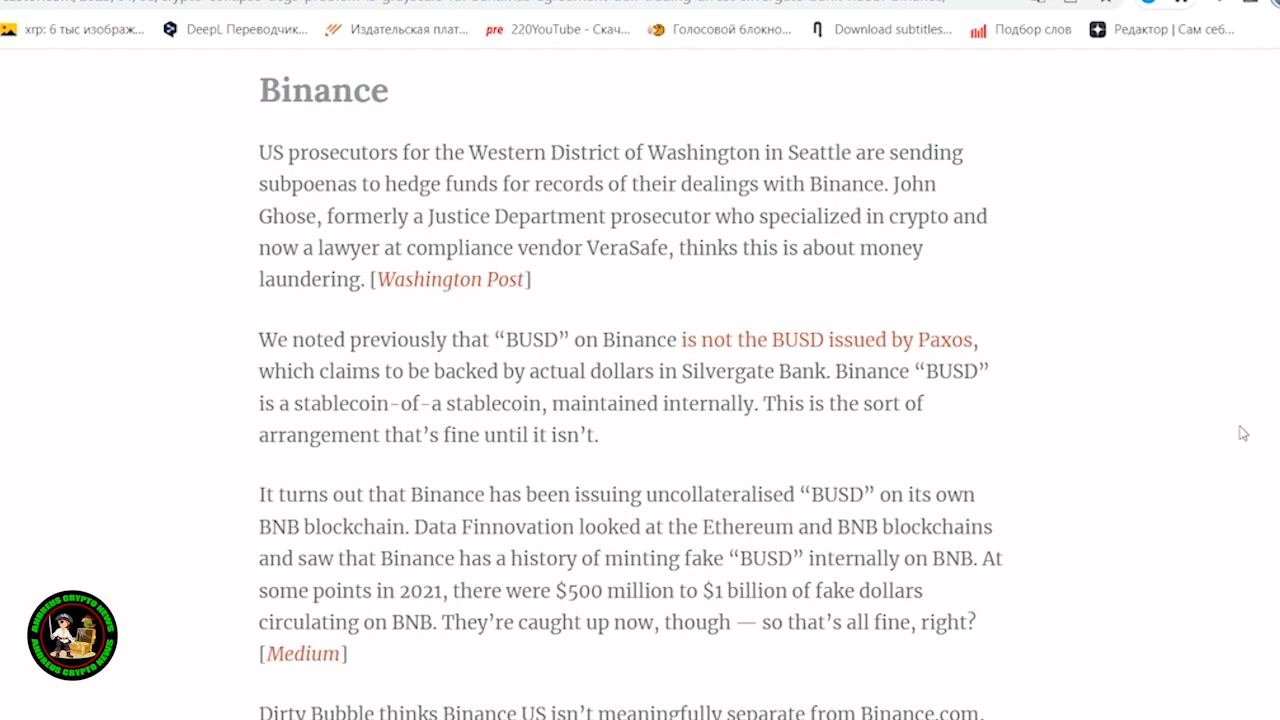 xrp: 6 тыс изображ... DeepL Переводчик... Издательская плат... pre 220YouTube - Скач... Голосовой блокно... Download subtitles... Подбор слов Редактор | Сам себ...
Binance
US prosecutors for the Western District of Washington in Seattle are sending
subpoenas to hedge funds for records of their dealings with Binance. John
Ghose, formerly a Justice Department prosecutor who specialized in crypto and
now a lawyer at compliance vendor VeraSafe, thinks this is about money
laundering. [Washington Post]
We noted previously that “BUSD” on Binance is not the BUSD issued by Paxos,
which claims to be backed by actual dollars in Silvergate Bank. Binance “BUSD”
is a stablecoin-of-a stablecoin, maintained internally. This is the sort of
arrangement that’s fine until it isn’t.
It turns out that Binance has been issuing uncollateralised “BUSD” on its own
BNB blockchain. Data Finnovation looked at the Ethereum and BNB blockchains
and saw that Binance has a history of minting fake “BUSD” internally on BNB. At
some points in 2021, there were $500 million to $1 billion of fake dollars
circulating on BNB. They’re caught up now, though — so that’s all fine, right?
[Medium]
ANDREUS CRYPTO NEWS
ANDREUS CRYPTO NEWS
Dirty Bubble thinks Binance US isn’t meaningfully separate from Binance.com.